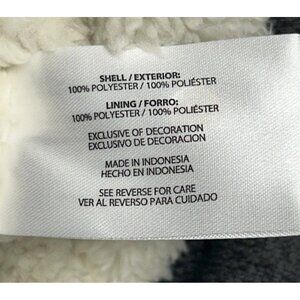 SHELL / EXTERIOR:
100% POLYESTER / 100% POLIÉSTER
LINING / FORRO:
100% POLYESTER / 100% POLIÉSTER
EXCLUSIVE OF DECORATION
EXCLUSIVO DE DECORACION
MADE IN INDONESIA
HECHO EN INDONESIA
SEE REVERSE FOR CARE
VER AL REVERSO PARA CUIDADO